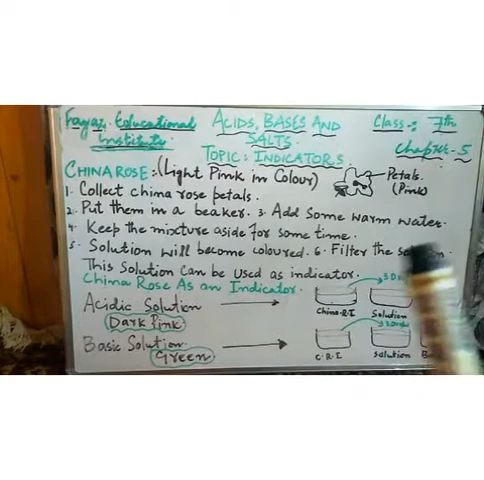 Fayaz Educational Institute
ACIDS, BASES AND SALTS
Class-: 7th
TOPIC: INDICATORS
Chapter-5
CHINA ROSE:-(Light Pink in Colour)
Petals.
(Pink)
1. Collect china rose petals.
2. Put them in a beaker. 3. Add some warm water.
4. Keep the mixture aside for some time.
5. Solution will become coloured. 6. Filter the
This Solution can be used as indicator.
China Rose As an Indicator.
Acidic Solution
Dark Pink
China.R.I Solution
Basic Solution.
Green
C.R.I Solution